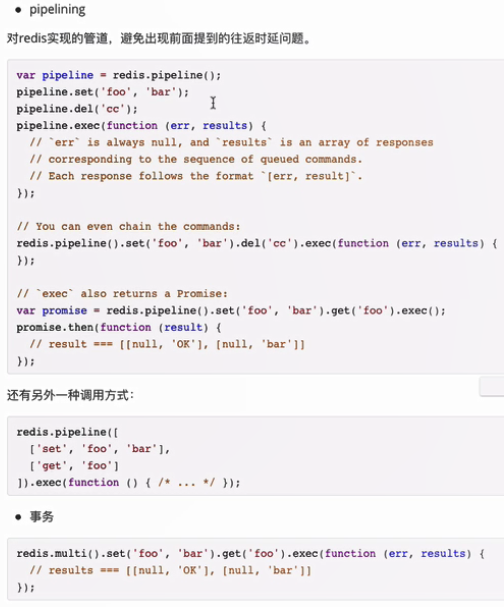 • pipelining
对redis实现的管道，避免出现前面提到的往返时延问题。
var pipeline = redis.pipeline();
pipeline.set('foo', 'bar');
pipeline.del('cc');
pipeline.exec(function (err, results) {
  // `err` is always null, and `results` is an array of responses
  // corresponding to the sequence of queued commands.
  // Each response follows the format `[err, result]`.
});

// You can even chain the commands:
redis.pipeline().set('foo', 'bar').del('cc').exec(function (err, results) {
});

// `exec` also returns a Promise:
var promise = redis.pipeline().set('foo', 'bar').get('foo').exec();
promise.then(function (result) {
  // result === [[null, 'OK'], [null, 'bar']]
});
还有另外一种调用方式：
redis.pipeline([
  ['set', 'foo', 'bar'],
  ['get', 'foo']
]).exec(function () { /* ... */ });
• 事务
redis.multi().set('foo', 'bar').get('foo').exec(function (err, results) {
  // results === [[null, 'OK'], [null, 'bar']]
});